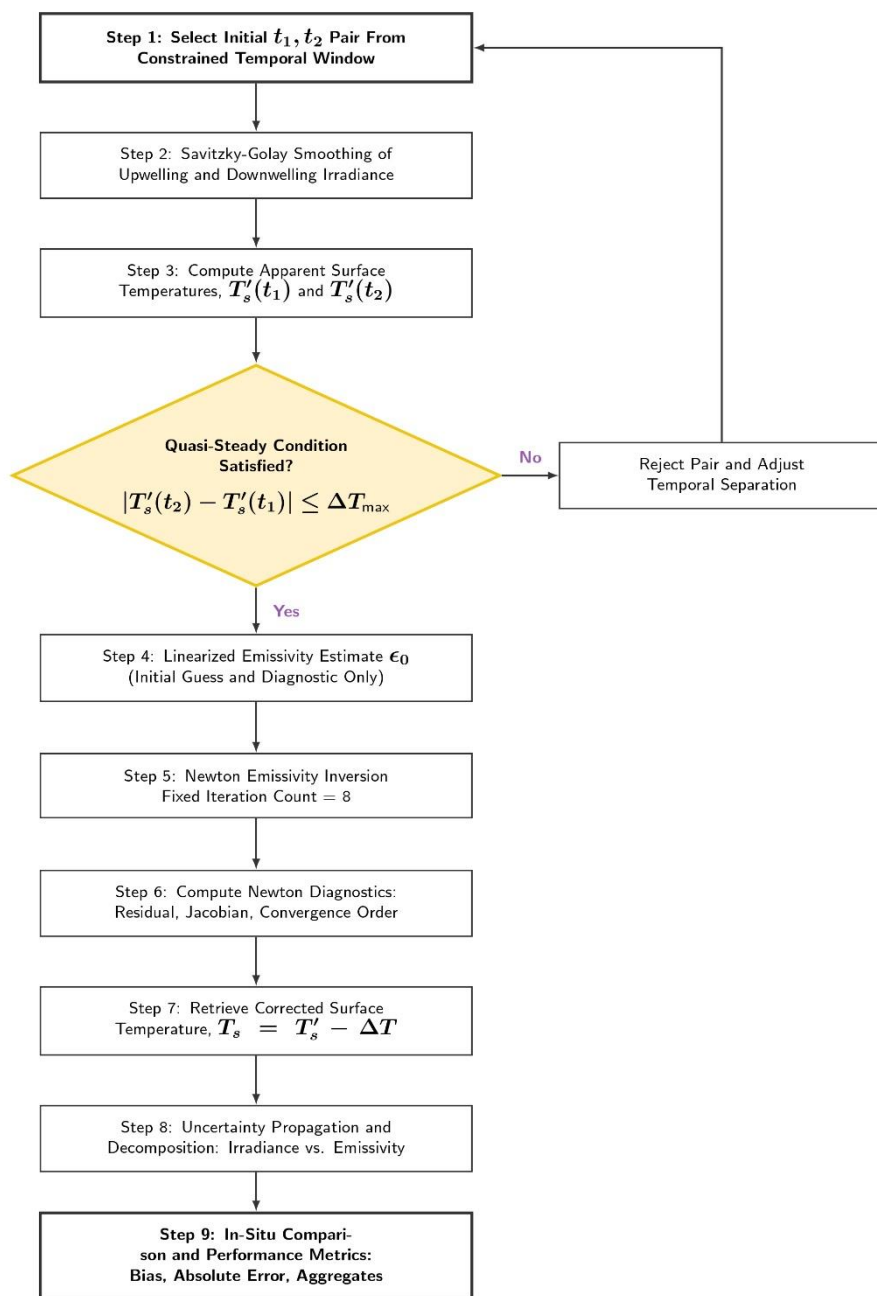 Step 1: Select Initial t₁, t₂ Pair From
Constrained Temporal Window
Step 2: Savitzky-Golay Smoothing of
Upwelling and Downwelling Irradiance
Step 3: Compute Apparent Surface
Temperatures, T′ₛ(t₁) and T′ₛ(t₂)
Quasi-Steady Condition
Satisfied?
|T′ₛ(t₂) − T′ₛ(t₁)| ≤ ΔT_max
No
Reject Pair and Adjust
Temporal Separation
Yes
Step 4: Linearized Emissivity Estimate ϵ₀
(Initial Guess and Diagnostic Only)
Step 5: Newton Emissivity Inversion
Fixed Iteration Count = 8
Step 6: Compute Newton Diagnostics:
Residual, Jacobian, Convergence Order
Step 7: Retrieve Corrected Surface
Temperature, Tₛ = T′ₛ − ΔT
Step 8: Uncertainty Propagation and
Decomposition: Irradiance vs. Emissivity
Step 9: In-Situ Compari-
son and Performance Metrics:
Bias, Absolute Error, Aggregates